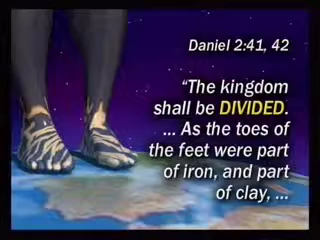 Daniel 2:41, 42
“The kingdom
shall be DIVIDED.
... As the toes of
the feet were part
of iron, and part
of clay, ...